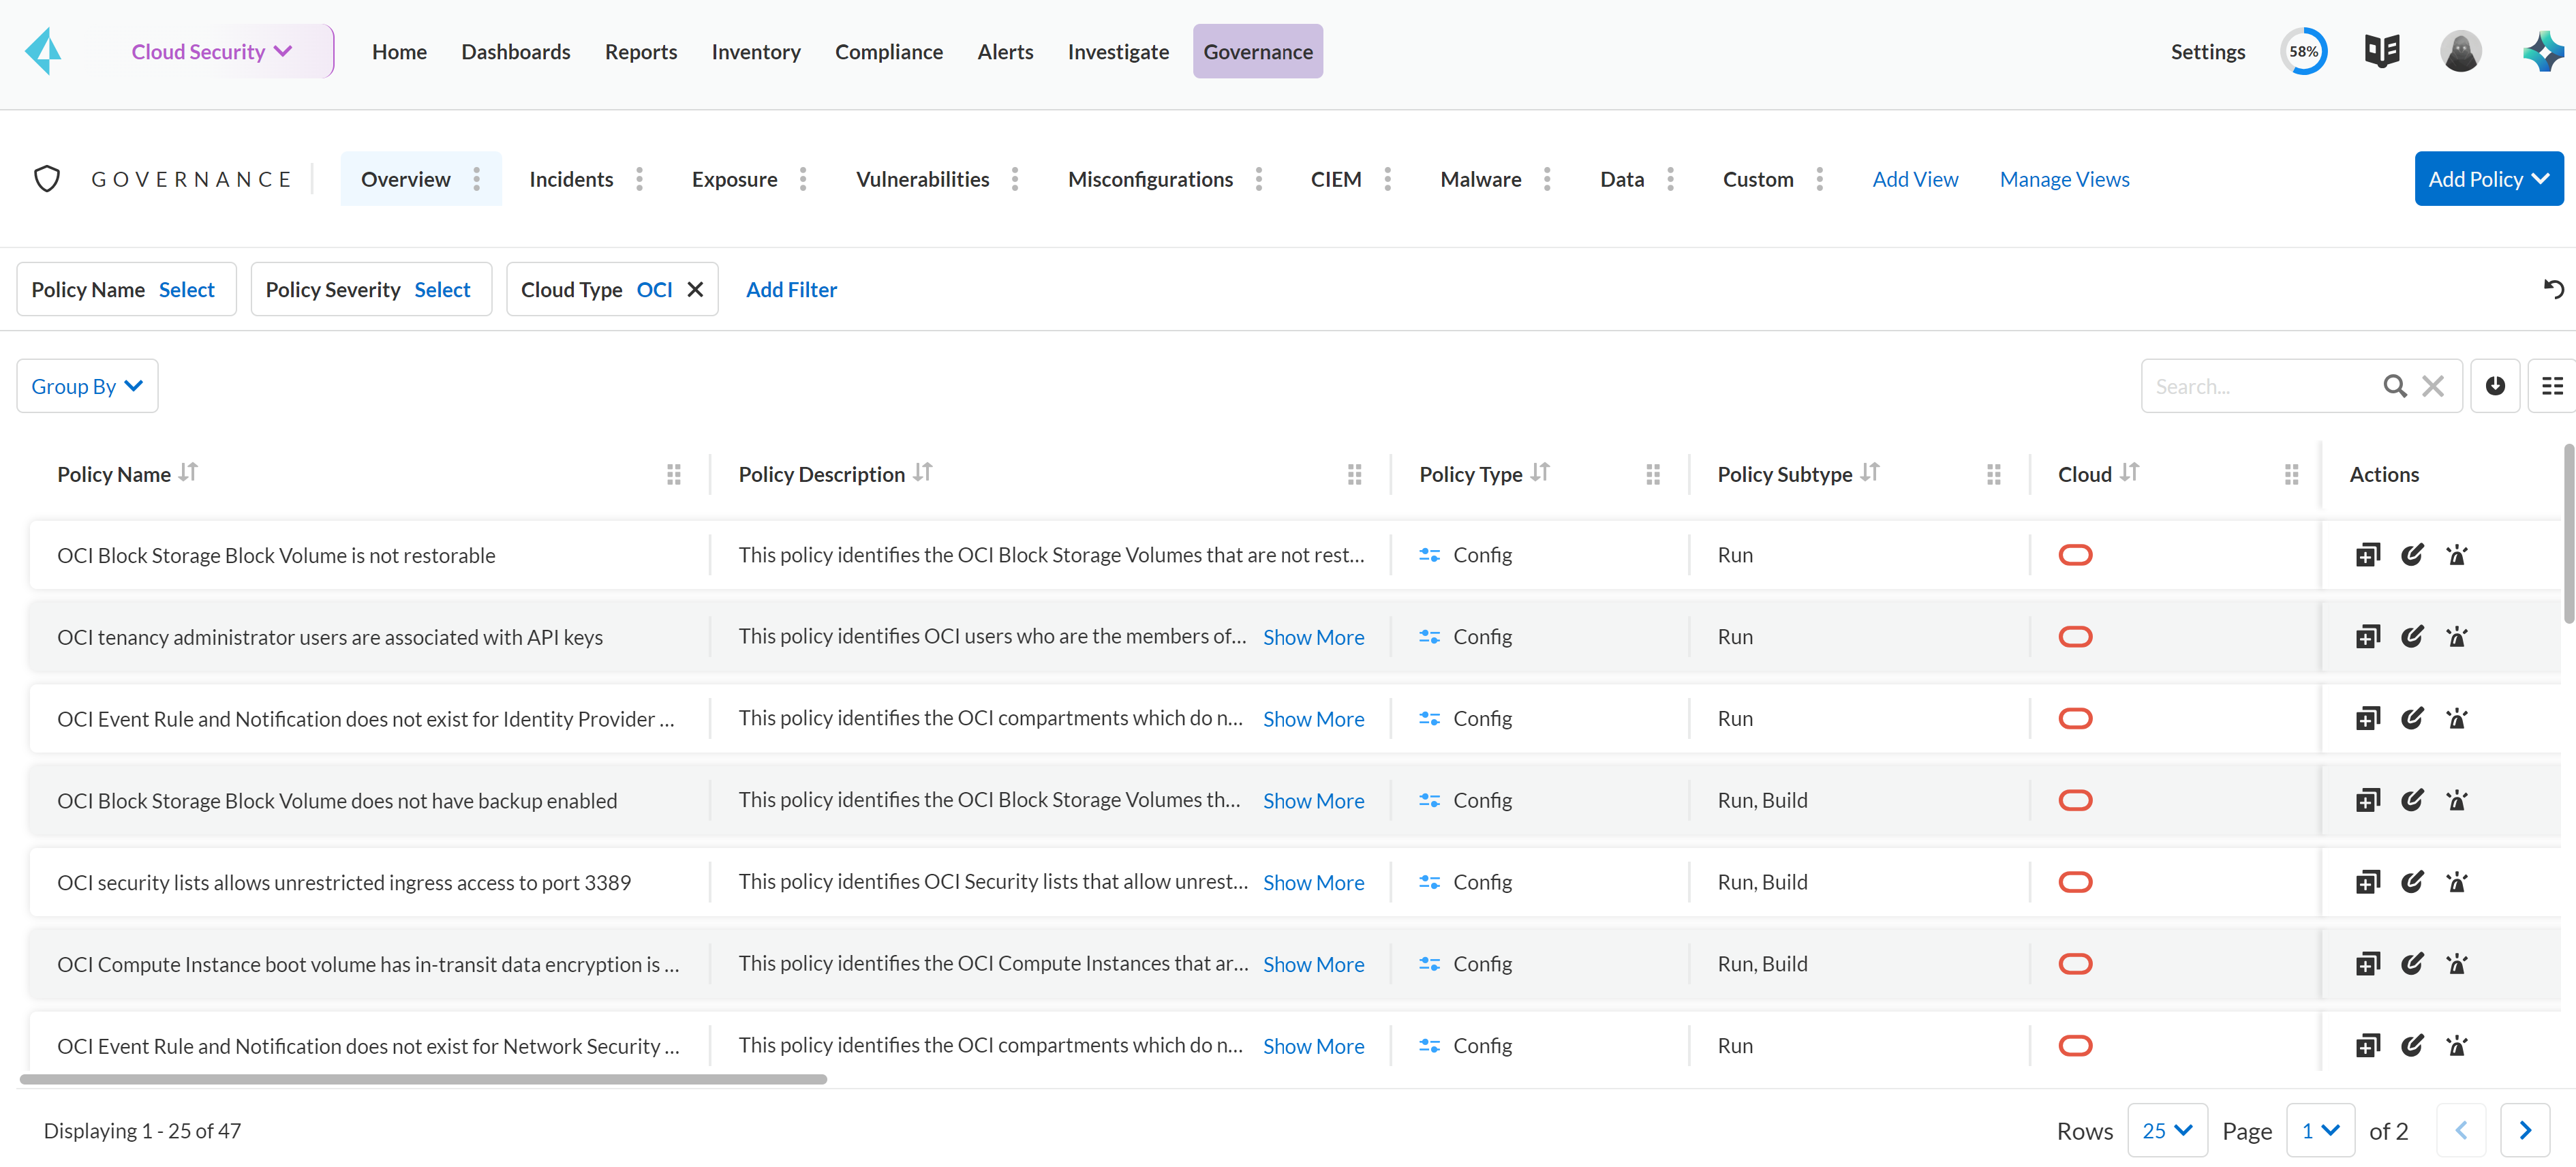 Cloud Security Home Dashboards Reports Inventory Compliance Alerts Investigate Governance Settings 58%
GOVERNANCE Overview Incidents Exposure Vulnerabilities Misconfigurations CIEM Malware Data Custom Add View Manage Views Add Policy
Policy Name Select Policy Severity Select Cloud Type OCI Add Filter
Group By Search...
Policy Name Policy Description Policy Type Policy Subtype Cloud Actions
OCI Block Storage Block Volume is not restorable This policy identifies the OCI Block Storage Volumes that are not rest... Config Run
OCI tenancy administrator users are associated with API keys This policy identifies OCI users who are the members of... Show More Config Run
OCI Event Rule and Notification does not exist for Identity Provider ... This policy identifies the OCI compartments which do n... Show More Config Run
OCI Block Storage Block Volume does not have backup enabled This policy identifies the OCI Block Storage Volumes th... Show More Config Run, Build
OCI security lists allows unrestricted ingress access to port 3389 This policy identifies OCI Security lists that allow unrest... Show More Config Run, Build
OCI Compute Instance boot volume has in-transit data encryption is ... This policy identifies the OCI Compute Instances that ar... Show More Config Run, Build
OCI Event Rule and Notification does not exist for Network Security ... This policy identifies the OCI compartments which do n... Show More Config Run
Displaying 1 - 25 of 47 Rows 25 Page 1 of 2